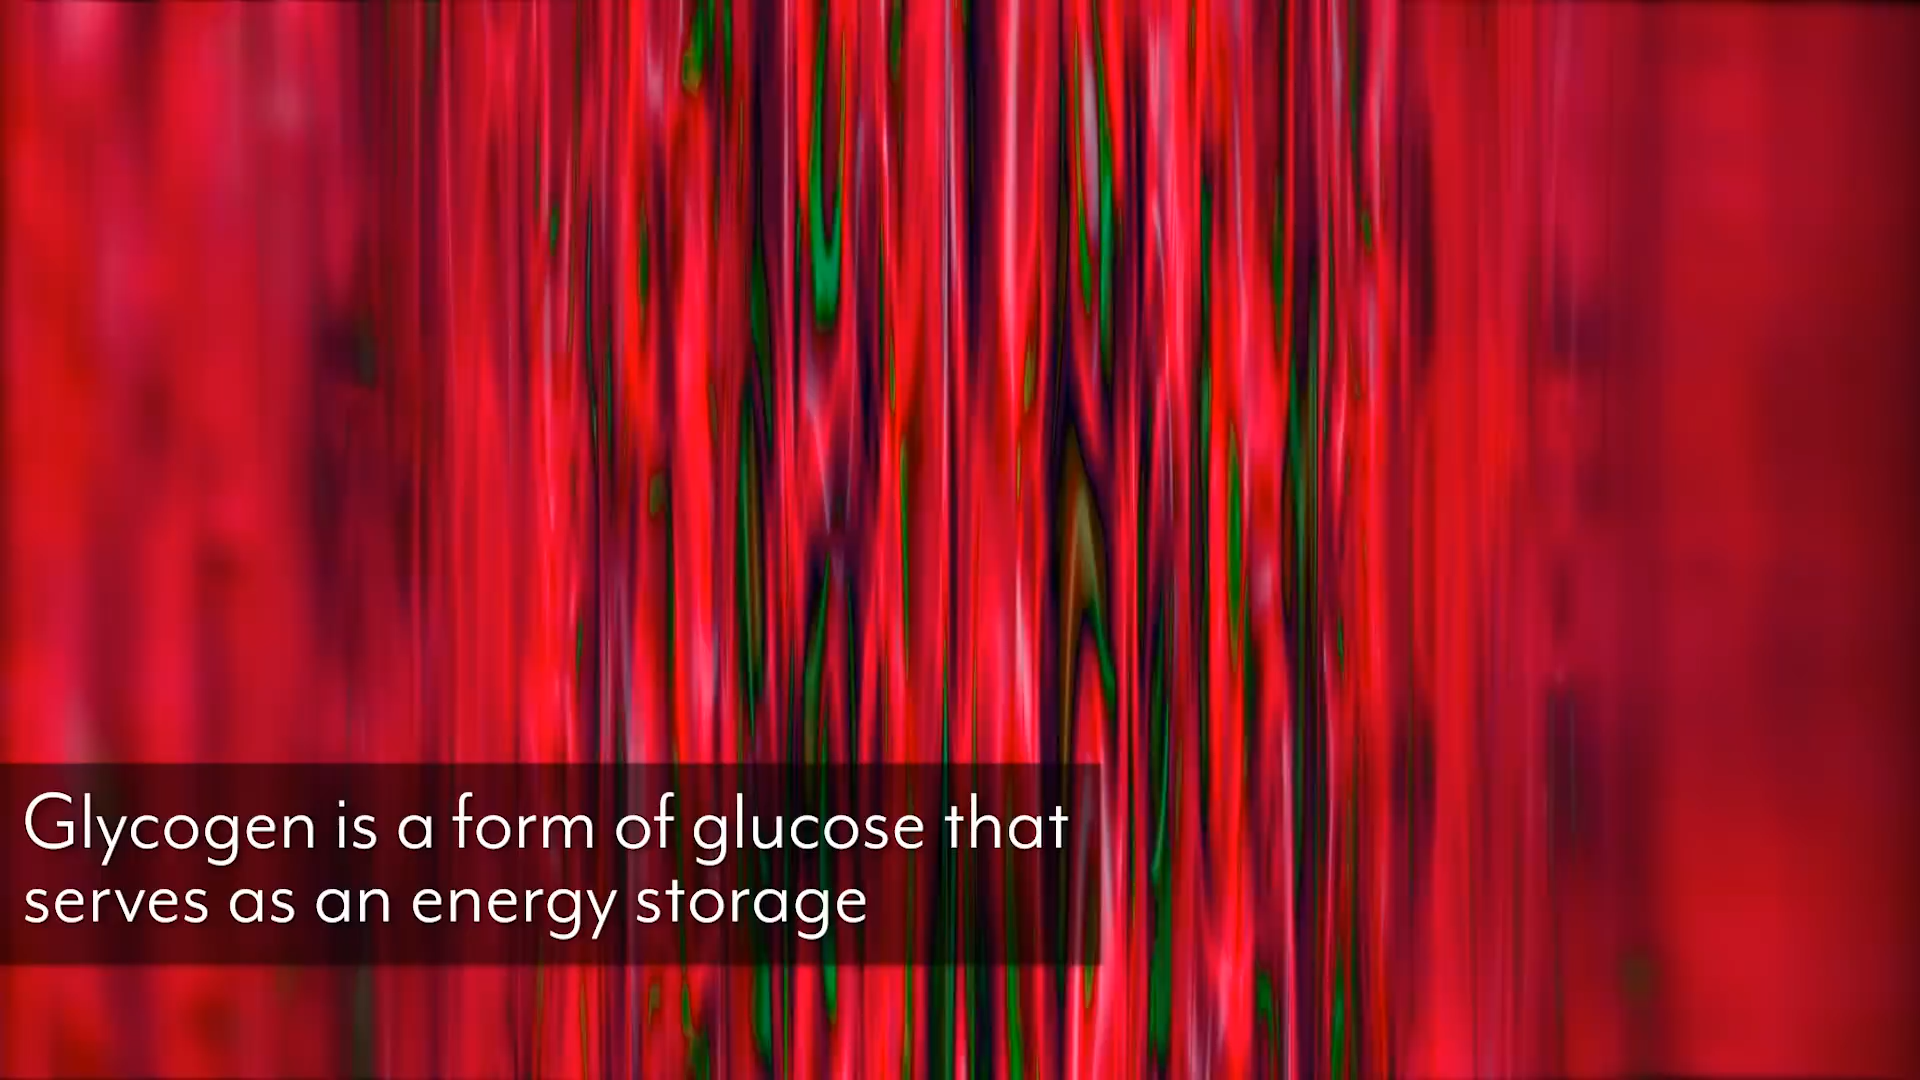 Glycogen is a form of glucose that
serves as an energy storage